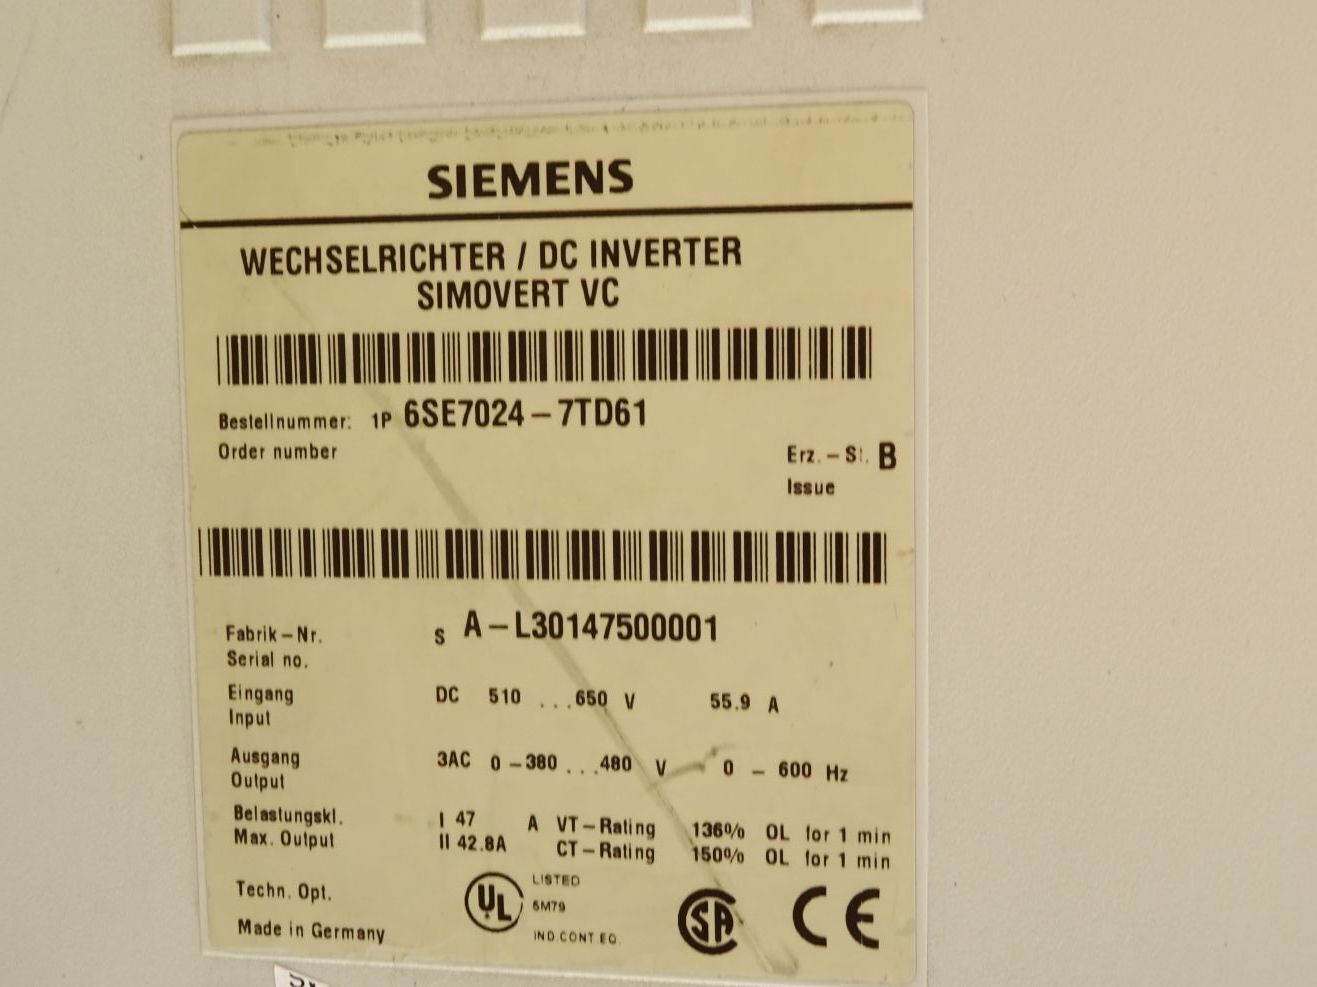 SIEMENS
WECHSELRICHTER / DC INVERTER
SIMOVERT VC
Bestellnummer: 1P 6SE7024–7TD61
Order number
Erz.–St. B
Issue
Fabrik–Nr. S A–L30147500001
Serial no.
Eingang DC 510 ...650 V 55.9 A
Input
Ausgang 3AC 0–380...480 V 0 – 600 Hz
Output
Belastungskl. I 47 A VT–Rating 136% OL for 1 min
Max. Output II 42.8A CT–Rating 150% OL for 1 min
Techn. Opt.
UL LISTED
5M79
IND.CONT.EQ.
SA CE
Made in Germany